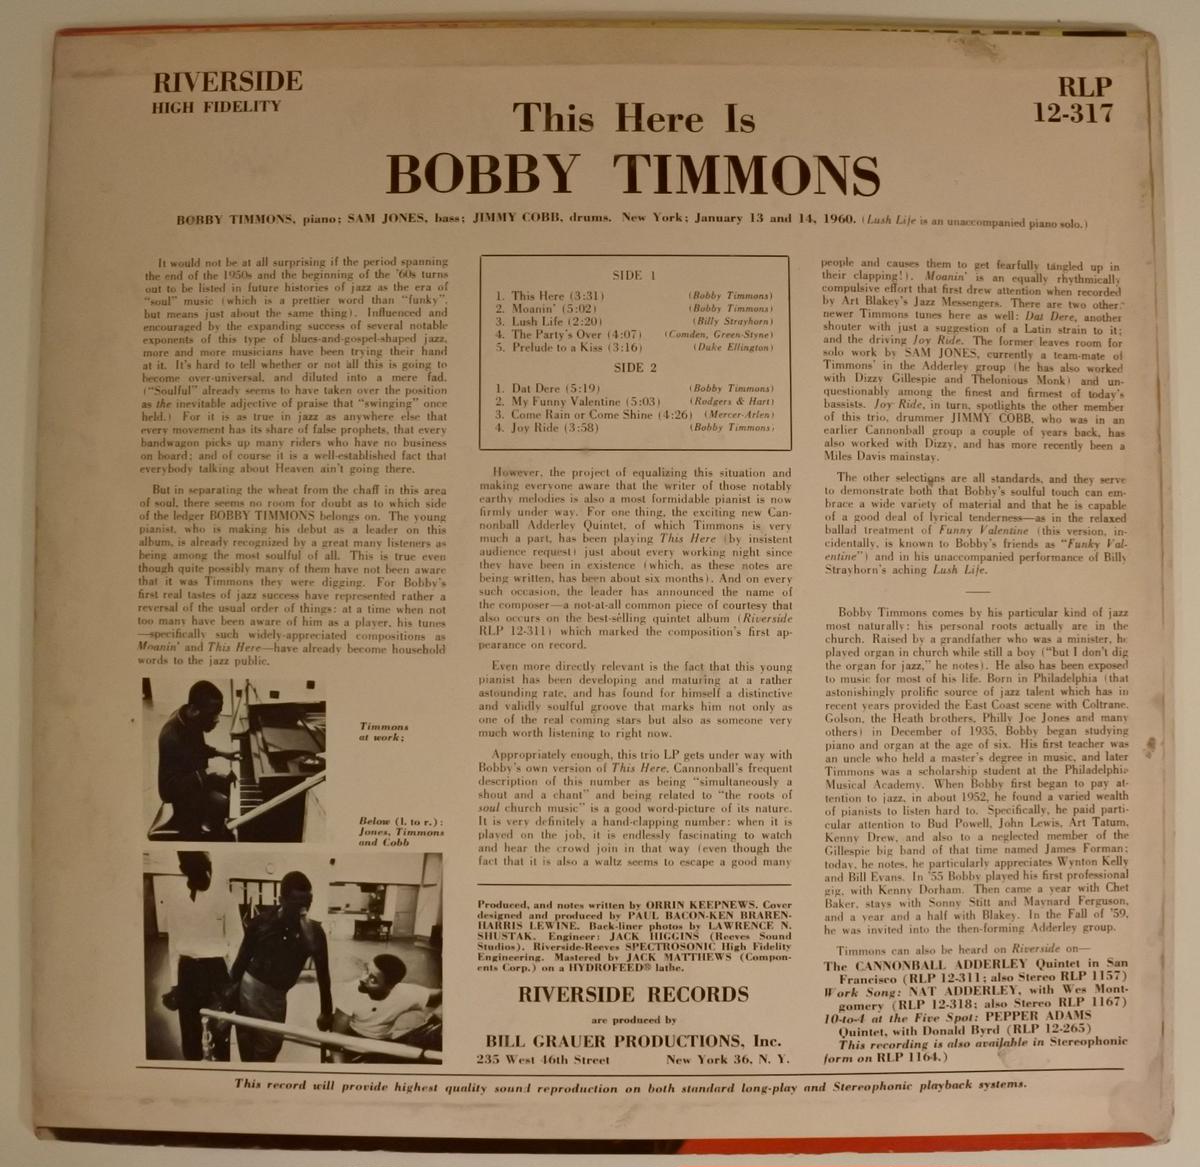 RIVERSIDE
HIGH FIDELITY
RLP
12-317
This Here Is
BOBBY TIMMONS
BOBBY TIMMONS, piano; SAM JONES, bass; JIMMY COBB, drums. New York; January 13 and 14, 1960. (Lush Life is an unaccompanied piano solo.)
It would not be at all surprising if the period spanning
the end of the 1950s and the beginning of the '60s turns
out to be listed in future histories of jazz as the era of
"soul" music (which is a prettier word than "funky",
but means just about the same thing). Influenced and
encouraged by the expanding success of several notable
exponents of this type of blues-and-gospel-shaped jazz,
more and more musicians have been trying their hand
at it. It's hard to tell whether or not all this is going to
become over-universal, and diluted into a mere fad.
("Soulful" already seems to have taken over the position
as the inevitable adjective of praise that "swinging" once
held.) For it is as true in jazz as anywhere else that
every movement has its share of false prophets, that every
bandwagon picks up many riders who have no business
on board; and of course it is a well-established fact that
everybody talking about Heaven ain't going there.
But in separating the wheat from the chaff in this area
of soul, there seems no room for doubt as to which side
of the ledger BOBBY TIMMONS belongs on. The young
pianist, who is making his debut as a leader on this
album, is already recognized by a great many listeners as
being among the most soulful of all. This is true even
though quite possibly many of them have not been aware
that it was Timmons they were digging. For Bobby's
first real tastes of jazz success have represented rather a
reversal of the usual order of things: at a time when not
too many have been aware of him as a player, his tunes
—specifically such widely-appreciated compositions as
Moanin' and This Here—have already become household
words to the jazz public.
Timmons
at work;
Below (l. to r.):
Jones, Timmons
and Cobb
SIDE 1
1. This Here (3:31) (Bobby Timmons)
2. Moanin' (5:02) (Bobby Timmons)
3. Lush Life (2:20) (Billy Strayhorn)
4. The Party's Over (4:07) (Comden, Green-Styne)
5. Prelude to a Kiss (3:16) (Duke Ellington)
SIDE 2
1. Dat Dere (5:19) (Bobby Timmons)
2. My Funny Valentine (5:03) (Rodgers & Hart)
3. Come Rain or Come Shine (4:26) (Mercer-Arlen)
4. Joy Ride (3:58) (Bobby Timmons)
However, the project of equalizing this situation and
making everyone aware that the writer of those notably
earthy melodies is also a most formidable pianist is now
firmly under way. For one thing, the exciting new Can-
nonball Adderley Quintet, of which Timmons is very
much a part, has been playing This Here (by insistent
audience request) just about every working night since
they have been in existence (which, as these notes are
being written, has been about six months). And on every
such occasion, the leader has announced the name of
the composer—a not-at-all common piece of courtesy that
also occurs on the best-selling quintet album (Riverside
RLP 12-311) which marked the composition's first ap-
pearance on record.
Even more directly relevant is the fact that this young
pianist has been developing and maturing at a rather
astounding rate, and has found for himself a distinctive
and validly soulful groove that marks him not only as
one of the real coming stars but also as someone very
much worth listening to right now.
Appropriately enough, this trio LP gets under way with
Bobby's own version of This Here. Cannonball's frequent
description of this number as being "simultaneously a
shout and a chant" and being related to "the roots of
soul church music" is a good word-picture of its nature.
It is very definitely a hand-clapping number: when it is
played on the job, it is endlessly fascinating to watch
and hear the crowd join in that way (even though the
fact that it is also a waltz seems to escape a good many
Produced, and notes written by ORRIN KEEPNEWS. Cover
designed and produced by PAUL BACON-KEN BRAREN-
HARRIS LEWINE. Back-liner photos by LAWRENCE N.
SHUSTAK. Engineer: JACK HIGGINS (Reeves Sound
Studios). Riverside-Reeves SPECTROSONIC High Fidelity
Engineering. Mastered by JACK MATTHEWS (Compon-
ents Corp.) on a HYDROFEED® lathe.
RIVERSIDE RECORDS
are produced by
BILL GRAUER PRODUCTIONS, Inc.
235 West 46th Street New York 36, N. Y.
people and causes them to get fearfully tangled up in
their clapping!). Moanin' is an equally rhythmically
compulsive effort that first drew attention when recorded
by Art Blakey's Jazz Messengers. There are two other,
newer Timmons tunes here as well: Dat Dere, another
shouter with just a suggestion of a Latin strain to it;
and the driving Joy Ride. The former leaves room for
solo work by SAM JONES, currently a team-mate of
Timmons' in the Adderley group (he has also worked
with Dizzy Gillespie and Thelonious Monk) and un-
questionably among the finest and firmest of today's
bassists. Joy Ride, in turn, spotlights the other member
of this trio, drummer JIMMY COBB, who was in an
earlier Cannonball group a couple of years back, has
also worked with Dizzy, and has more recently been a
Miles Davis mainstay.
The other selections are all standards, and they serve
to demonstrate both that Bobby's soulful touch can em-
brace a wide variety of material and that he is capable
of a good deal of lyrical tenderness—as in the relaxed
ballad treatment of Funny Valentine (this version, in-
cidentally, is known to Bobby's friends as "Funky Val-
entine") and in his unaccompanied performance of Billy
Strayhorn's aching Lush Life.
Bobby Timmons comes by his particular kind of jazz
most naturally: his personal roots actually are in the
church. Raised by a grandfather who was a minister, he
played organ in church while still a boy ("but I don't dig
the organ for jazz," he notes). He also has been exposed
to music for most of his life. Born in Philadelphia (that
astonishingly prolific source of jazz talent which has in
recent years provided the East Coast scene with Coltrane,
Golson, the Heath brothers, Philly Joe Jones and many
others) in December of 1935, Bobby began studying
piano and organ at the age of six. His first teacher was
an uncle who held a master's degree in music, and later
Timmons was a scholarship student at the Philadelphia
Musical Academy. When Bobby first began to pay at-
tention to jazz, in about 1952, he found a varied wealth
of pianists to listen hard to. Specifically, he paid parti-
cular attention to Bud Powell, John Lewis, Art Tatum,
Kenny Drew, and also to a neglected member of the
Gillespie big band of that time named James Forman;
today, he notes, he particularly appreciates Wynton Kelly
and Bill Evans. In '55 Bobby played his first professional
gig, with Kenny Dorham. Then came a year with Chet
Baker, stays with Sonny Stitt and Maynard Ferguson,
and a year and a half with Blakey. In the Fall of '59,
he was invited into the then-forming Adderley group.
Timmons can also be heard on Riverside on—
The CANNONBALL ADDERLEY Quintet in San
Francisco (RLP 12-311; also Stereo RLP 1157)
Work Song: NAT ADDERLEY, with Wes Mont-
gomery (RLP 12-318; also Stereo RLP 1167)
10-to-4 at the Five Spot: PEPPER ADAMS
Quintet, with Donald Byrd (RLP 12-265)
This recording is also available in Stereophonic
form on RLP 1164.)
This record will provide highest quality sound reproduction on both standard long-play and Stereophonic playback systems.